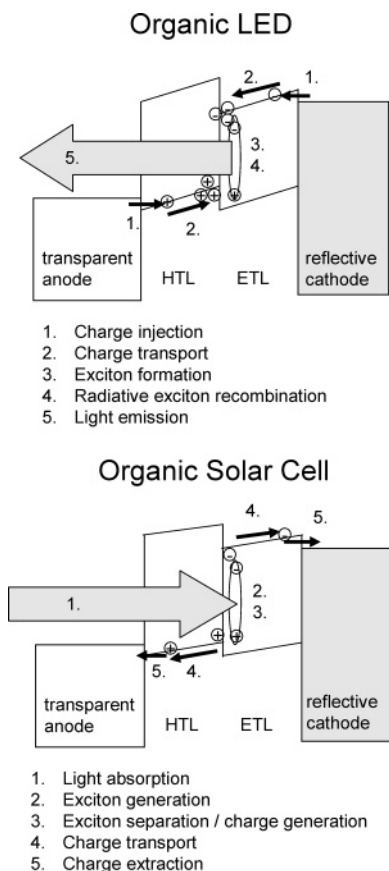 Organic LED
2.
1.
3.
5.
4.
1.
2.
transparent
anode
HTL
ETL
reflective
cathode
1. Charge injection
2. Charge transport
3. Exciton formation
4. Radiative exciton recombination
5. Light emission
Organic Solar Cell
4.
5.
1.
2.
3.
5.
4.
transparent
anode
HTL
ETL
reflective
cathode
1. Light absorption
2. Exciton generation
3. Exciton separation / charge generation
4. Charge transport
5. Charge extraction